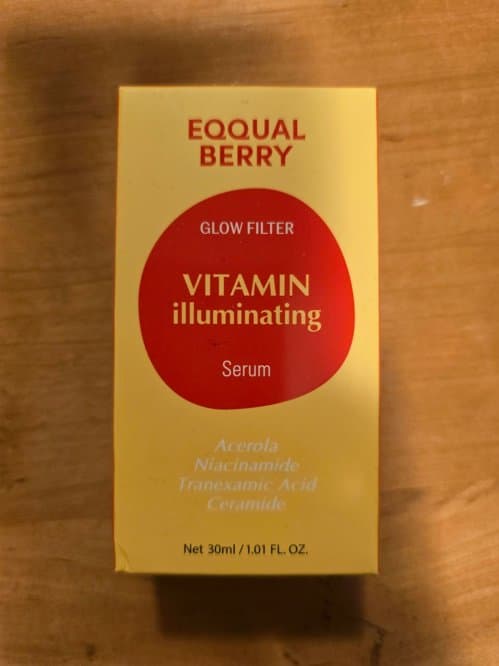 EQQUAL
BERRY
GLOW FILTER
VITAMIN
illuminating
Serum
Acerola
Niacinamide
Tranexamic Acid
Ceramide
Net 30ml / 1.01 FL. OZ.